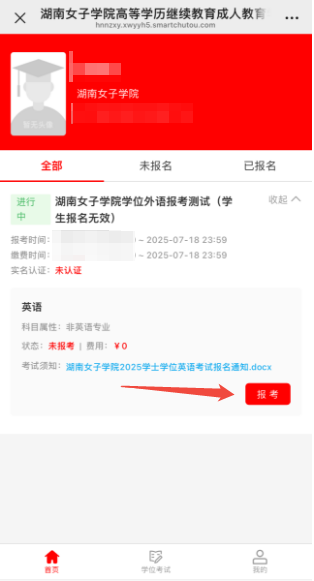 湖南女子学院高等学历继续教育成人教育
hnnzxy.xwyyh5.smartchutou.com
暂无头像
湖南女子学院
全部 未报名 已报名
进行中 湖南女子学院学位外语报考测试（学生报名无效） 收起
报考时间： ~ 2025-07-18 23:59
缴费时间： ~ 2025-07-18 23:59
实名认证： 未认证
英语
科目属性：非英语专业
状态：未报考 | 费用：￥0
考试须知：湖南女子学院2025学士学位英语考试报名通知.docx
报 考
首页 学位考试 我的